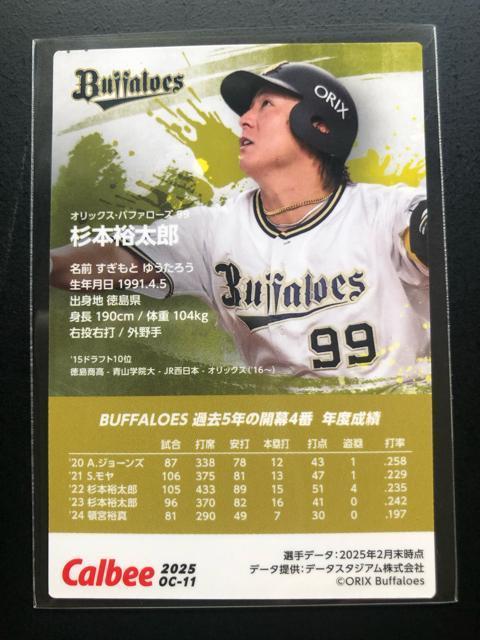 Buffaloes
ORIX
オリックス・バファローズ 99
杉本裕太郎
名前 すぎもと ゆうたろう
生年月日 1991.4.5
出身地 徳島県
身長 190cm / 体重 104kg
右投右打 / 外野手
'15ドラフト10位
徳島商高 - 青山学院大 - JR西日本 - オリックス('16～)
Buffaloes
99
BUFFALOES 過去5年の開幕4番 年度成績
試合 打席 安打 本塁打 打点 盗塁 打率
'20 A.ジョーンズ 87 338 78 12 43 1 .258
'21 S.モヤ 106 375 81 13 47 1 .229
'22 杉本裕太郎 105 433 89 15 51 4 .235
'23 杉本裕太郎 96 370 82 16 41 0 .242
'24 頓宮裕真 81 290 49 7 30 0 .197
Calbee 2025
OC-11
選手データ：2025年2月末時点
データ提供：データスタジアム株式会社
©ORIX Buffaloes